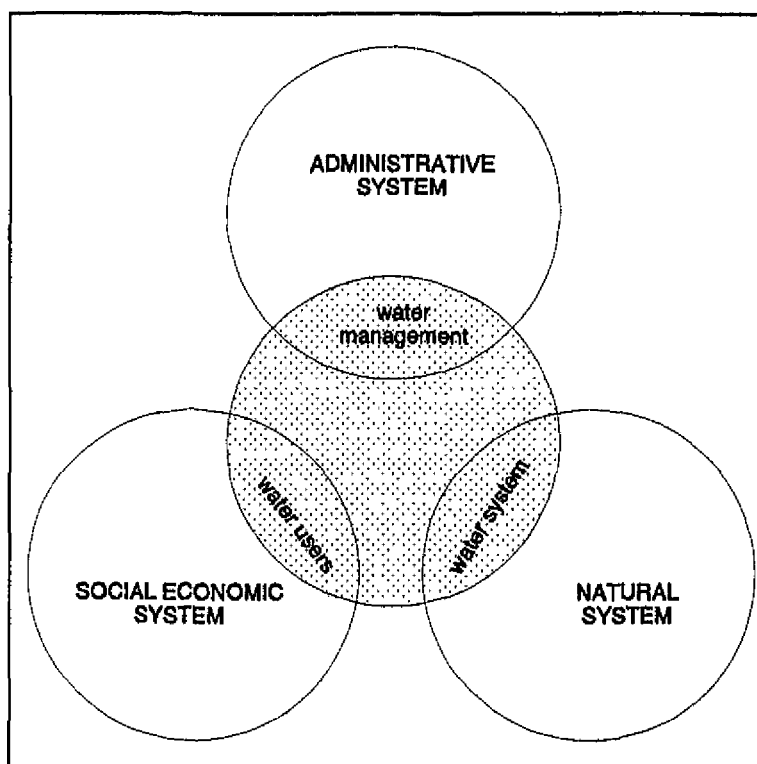 ADMINISTRATIVE
SYSTEM
water
management
water users
water system
SOCIAL ECONOMIC
SYSTEM
NATURAL
SYSTEM